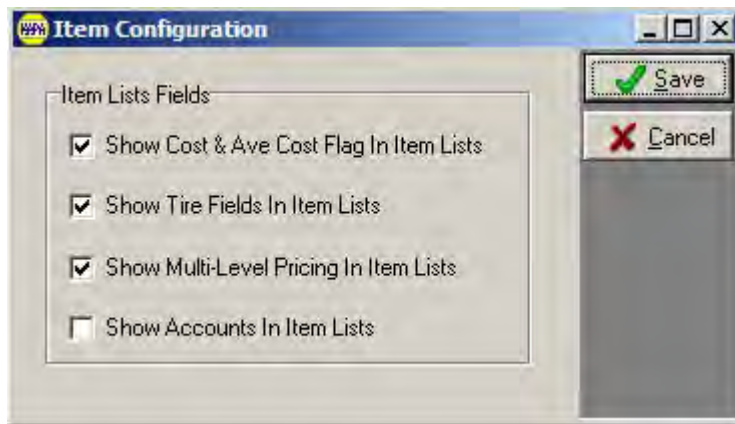 Item Configuration
Save
Item Lists Fields
Cancel
Show Cost & Ave Cost Flag In Item Lists
Show Tire Fields In Item Lists
Show Multi-Level Pricing In Item Lists
Show Accounts In Item Lists